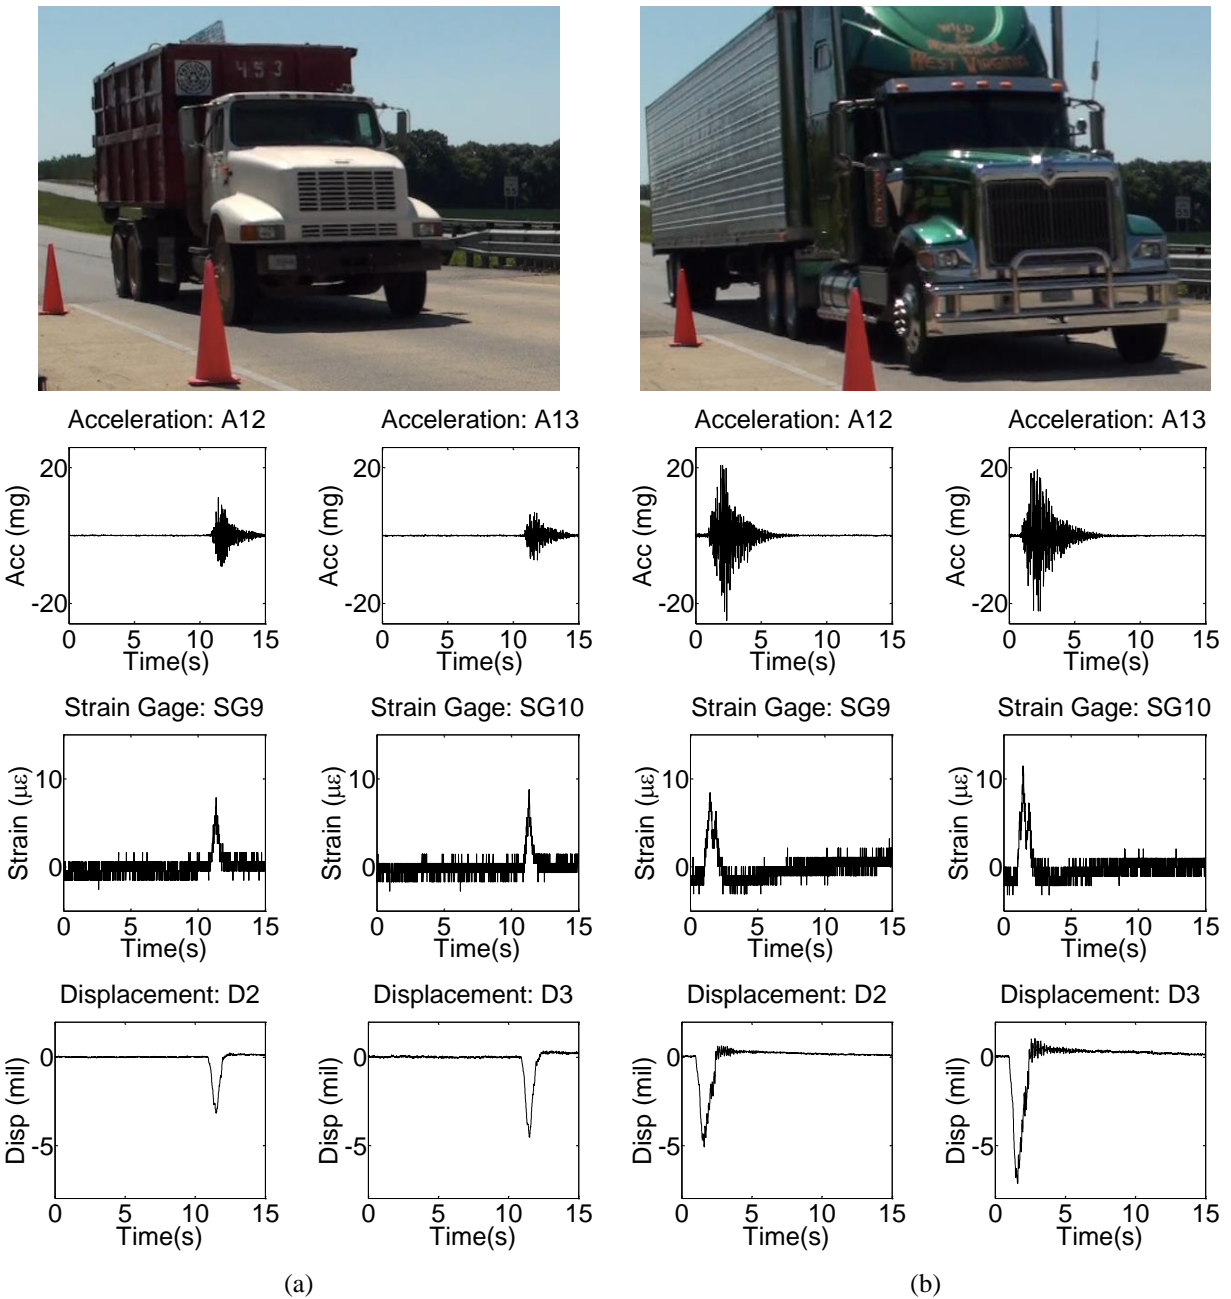 453
WILD
&
WONDERFUL
WEST VIRGINIA
Acceleration: A12
Acceleration: A13
Acceleration: A12
Acceleration: A13
20
-20
Acc (mg)
0 5 10 15
Time(s)
20
-20
Acc (mg)
0 5 10 15
Time(s)
20
-20
Acc (mg)
0 5 10 15
Time(s)
20
-20
Acc (mg)
0 5 10 15
Time(s)
Strain Gage: SG9
Strain Gage: SG10
Strain Gage: SG9
Strain Gage: SG10
10
0
Strain (με)
0 5 10 15
Time(s)
10
0
Strain (με)
0 5 10 15
Time(s)
10
0
Strain (με)
0 5 10 15
Time(s)
10
0
Strain (με)
0 5 10 15
Time(s)
Displacement: D2
Displacement: D3
Displacement: D2
Displacement: D3
0
-5
Disp (mil)
0 5 10 15
Time(s)
0
-5
Disp (mil)
0 5 10 15
Time(s)
0
-5
Disp (mil)
0 5 10 15
Time(s)
0
-5
Disp (mil)
0 5 10 15
Time(s)
(a)
(b)